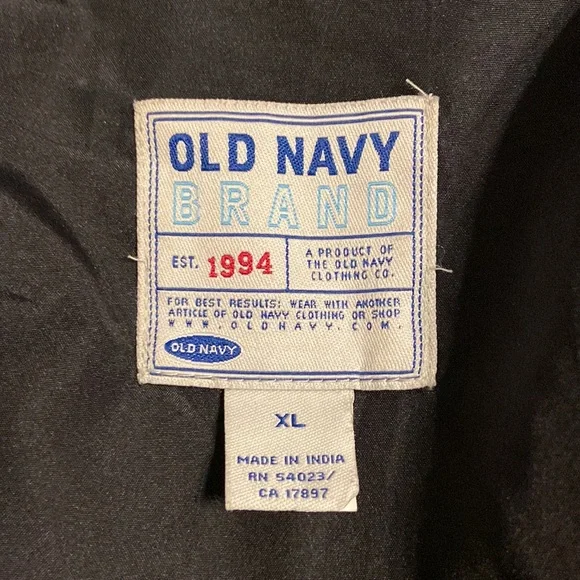 OLD NAVY
BRAND
EST. 1994
A PRODUCT OF
THE OLD NAVY
CLOTHING CO.
FOR BEST RESULTS: WEAR WITH ANOTHER
ARTICLE OF OLD NAVY CLOTHING OR SHOP
WWW.OLDNAVY.COM.
OLD NAVY
XL
MADE IN INDIA
RN 54023/
CA 17897